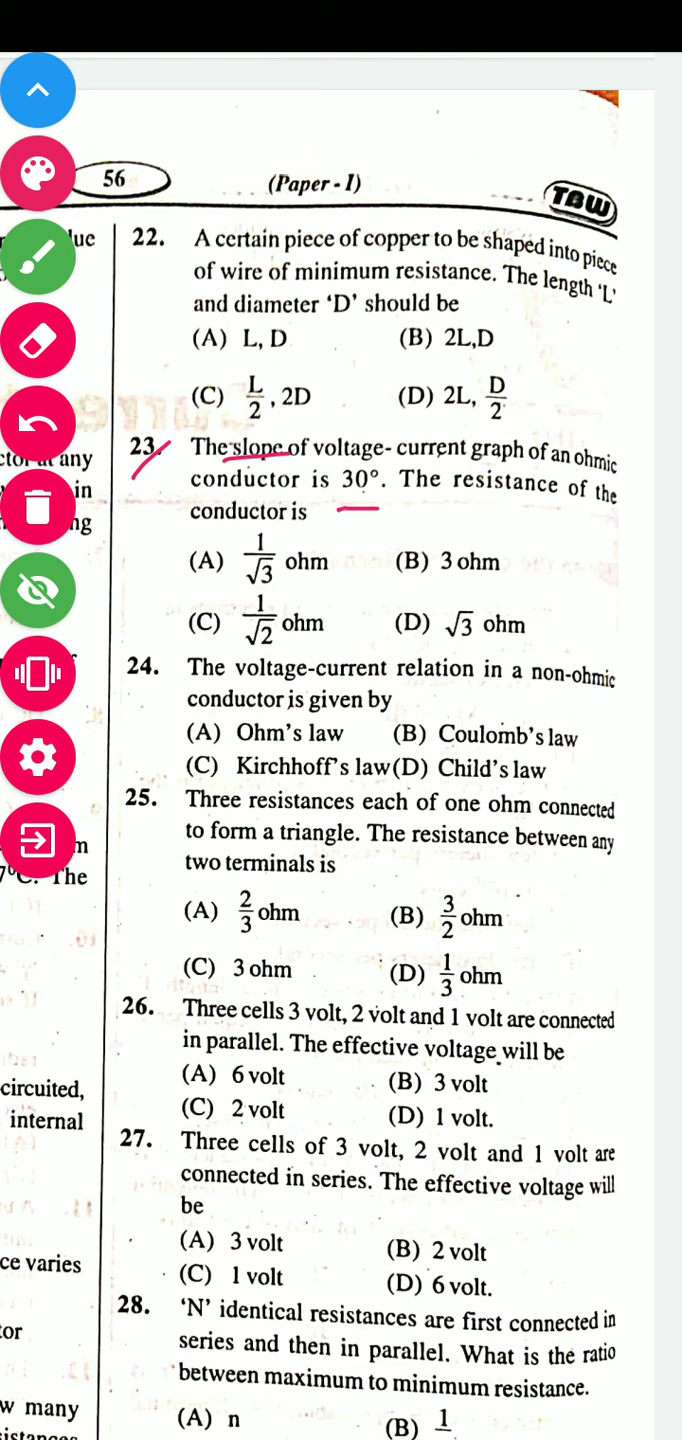 56
(Paper - 1)
TBW
luc
any
in
ng
m
7°C. The
circuited,
internal
ce varies
tor
w many
22. A certain piece of copper to be shaped into piece
of wire of minimum resistance. The length 'L'
and diameter 'D' should be
(A) L, D (B) 2L,D
(C) L/2 , 2D (D) 2L, D/2
23. The slope of voltage- current graph of an ohmic
conductor is 30°. The resistance of the
conductor is
(A) 1/√3 ohm (B) 3 ohm
(C) 1/√2 ohm (D) √3 ohm
24. The voltage-current relation in a non-ohmic
conductor is given by
(A) Ohm's law (B) Coulomb's law
(C) Kirchhoff's law (D) Child's law
25. Three resistances each of one ohm connected
to form a triangle. The resistance between any
two terminals is
(A) 2/3 ohm (B) 3/2 ohm
(C) 3 ohm (D) 1/3 ohm
26. Three cells 3 volt, 2 volt and 1 volt are connected
in parallel. The effective voltage will be
(A) 6 volt (B) 3 volt
(C) 2 volt (D) 1 volt.
27. Three cells of 3 volt, 2 volt and 1 volt are
connected in series. The effective voltage will
be
(A) 3 volt (B) 2 volt
(C) 1 volt (D) 6 volt.
28. 'N' identical resistances are first connected in
series and then in parallel. What is the ratio
between maximum to minimum resistance.
(A) n (B) 1